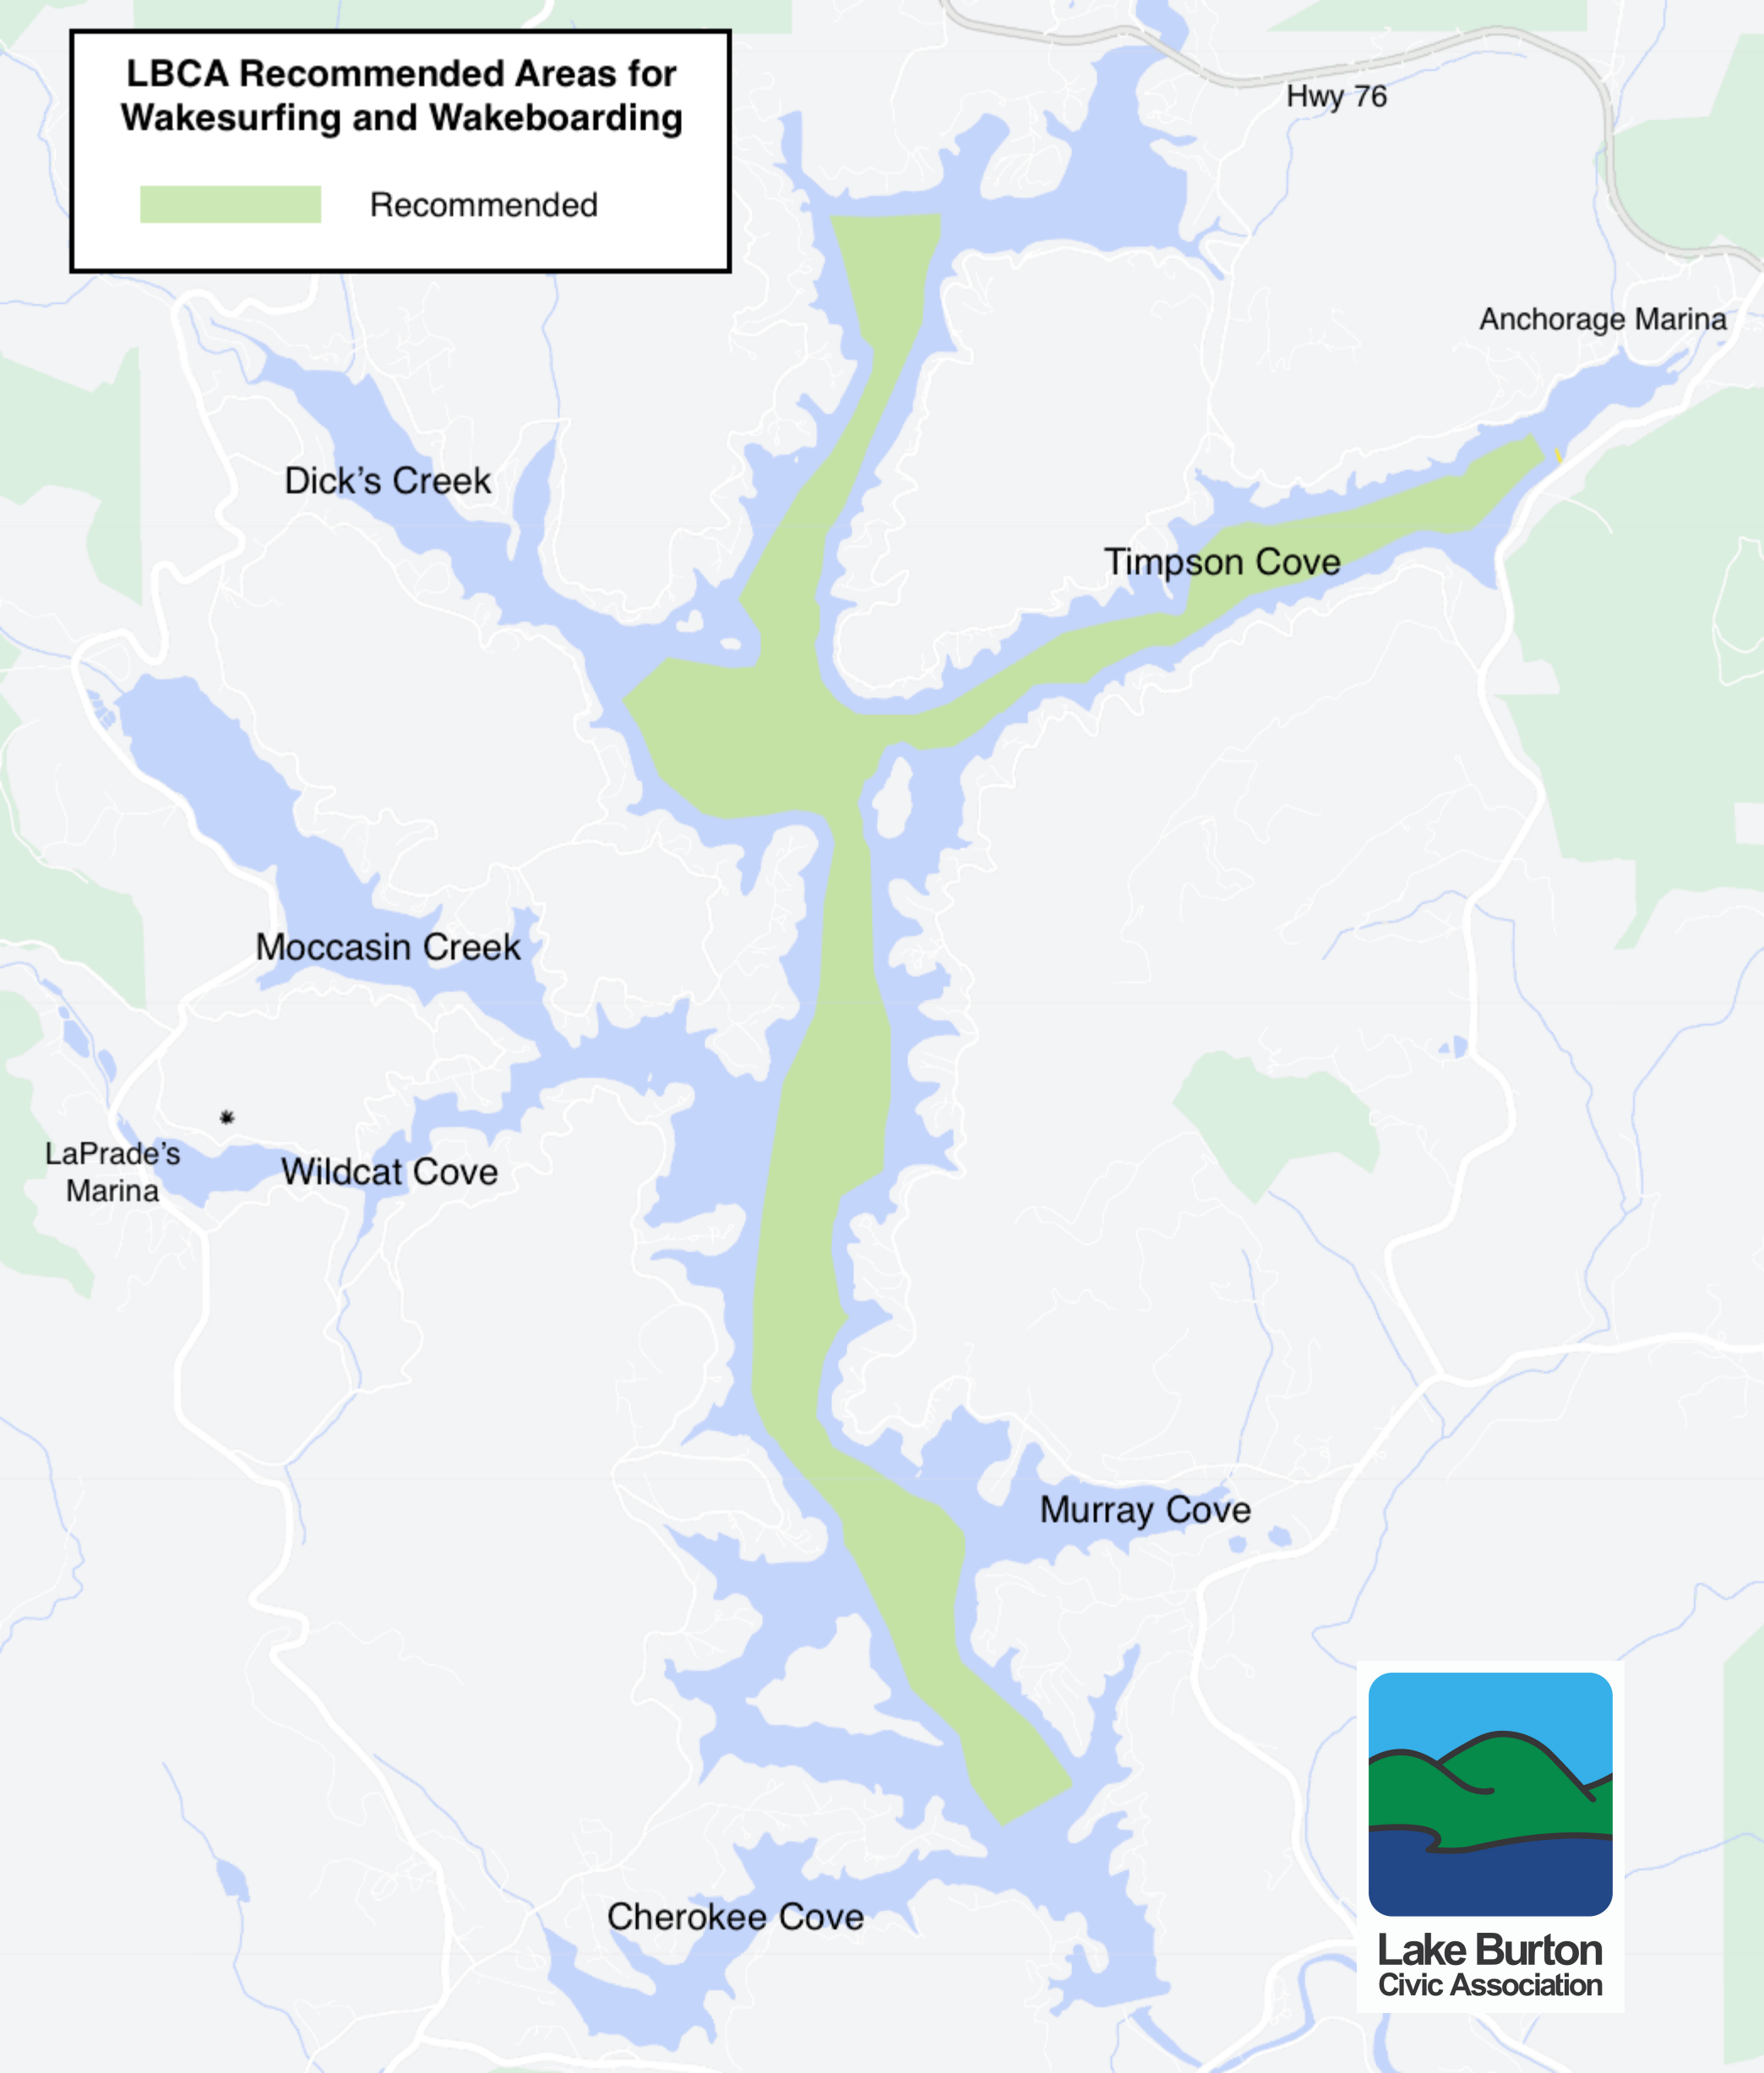 LBCA Recommended Areas for
Wakesurfing and Wakeboarding
Recommended
Hwy 76
Anchorage Marina
Dick’s Creek
Timpson Cove
Moccasin Creek
LaPrade’s
Marina
Wildcat Cove
Murray Cove
Cherokee Cove
Lake Burton
Civic Association